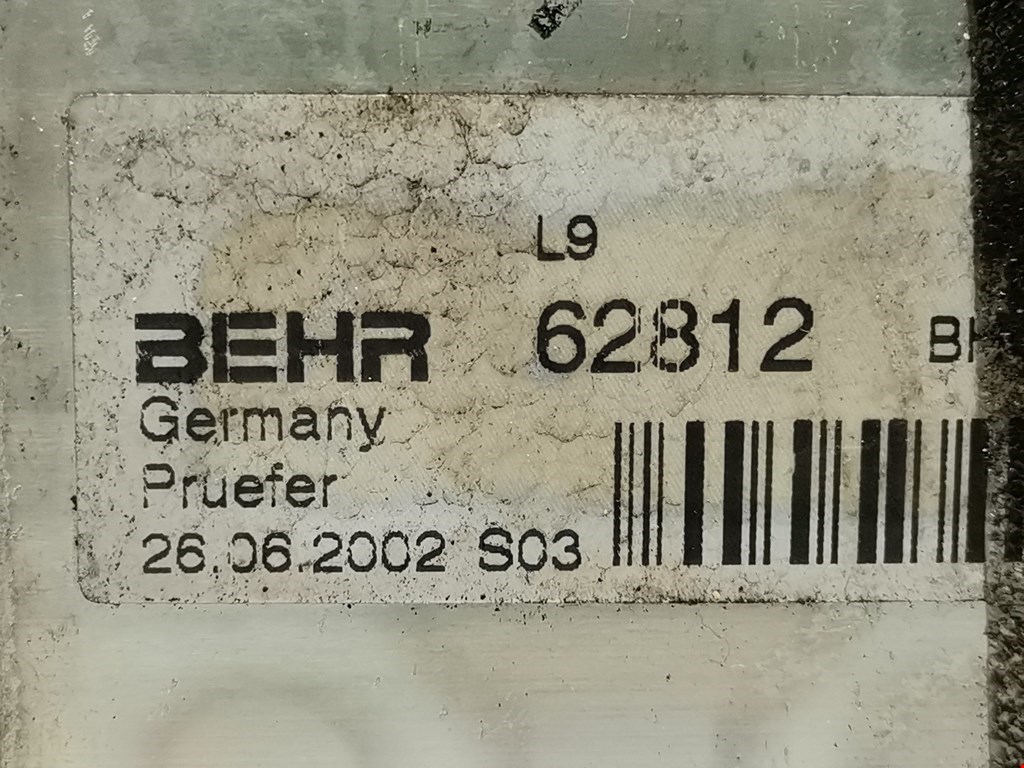 L9
BEHR 62812
Germany
Pruefer
26.06.2002 S03